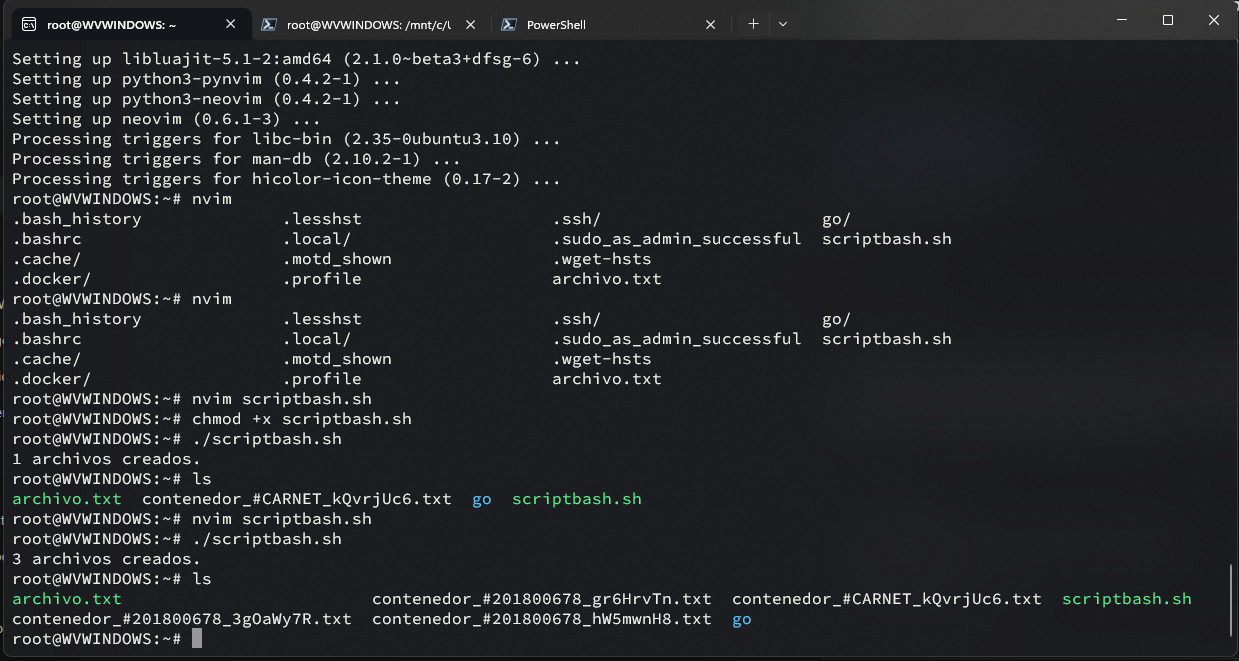 root@WVWINDOWS: ~
root@WVWINDOWS: /mnt/c/U
PowerShell
Setting up libluajit-5.1-2:amd64 (2.1.0~beta3+dfsg-6) ...
Setting up python3-pynvim (0.4.2-1) ...
Setting up python3-neovim (0.4.2-1) ...
Setting up neovim (0.6.1-3) ...
Processing triggers for libc-bin (2.35-0ubuntu3.10) ...
Processing triggers for man-db (2.10.2-1) ...
Processing triggers for hicolor-icon-theme (0.17-2) ...
root@WVWINDOWS:~# nvim
.bash_history .lesshst .ssh/ go/
.bashrc .local/ .sudo_as_admin_successful scriptbash.sh
.cache/ .motd_shown .wget-hsts
.docker/ .profile archivo.txt
root@WVWINDOWS:~# nvim
.bash_history .lesshst .ssh/ go/
.bashrc .local/ .sudo_as_admin_successful scriptbash.sh
.cache/ .motd_shown .wget-hsts
.docker/ .profile archivo.txt
root@WVWINDOWS:~# nvim scriptbash.sh
root@WVWINDOWS:~# chmod +x scriptbash.sh
root@WVWINDOWS:~# ./scriptbash.sh
1 archivos creados.
root@WVWINDOWS:~# ls
archivo.txt contenedor_#CARNET_kQvrjUc6.txt go scriptbash.sh
root@WVWINDOWS:~# nvim scriptbash.sh
root@WVWINDOWS:~# ./scriptbash.sh
3 archivos creados.
root@WVWINDOWS:~# ls
archivo.txt contenedor_#201800678_gr6HrvTn.txt contenedor_#CARNET_kQvrjUc6.txt scriptbash.sh
contenedor_#201800678_3gOaWy7R.txt contenedor_#201800678_hW5mwnH8.txt go
root@WVWINDOWS:~#